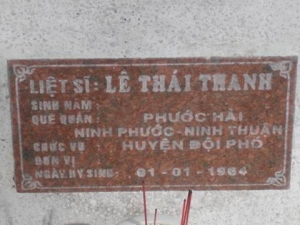 LIỆT SĨ: LÊ THÁI THANH
SINH NĂM :
QUÊ QUÁN : PHƯỚC HẢI
NINH PHƯỚC - NINH THUẬN
CHỨC VỤ HUYỆN ĐỘI PHÓ
ĐƠN VỊ
NGÀY HY SINH: 01-01-1964